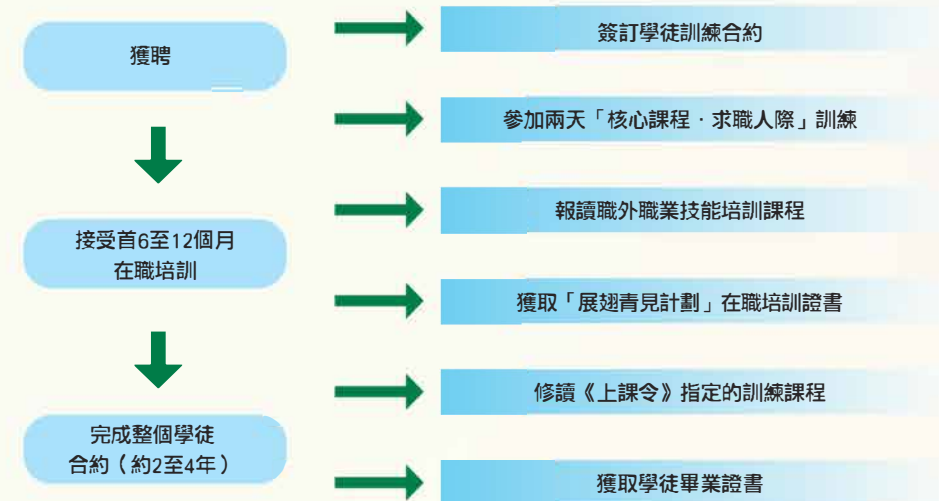 獲聘
簽訂學徒訓練合約
參加兩天「核心課程．求職人際」訓練
接受首6至12個月
在職培訓
報讀職外職業技能培訓課程
獲取「展翅青見計劃」在職培訓證書
完成整個學徒
合約（約2至4年）
修讀《上課令》指定的訓練課程
獲取學徒畢業證書